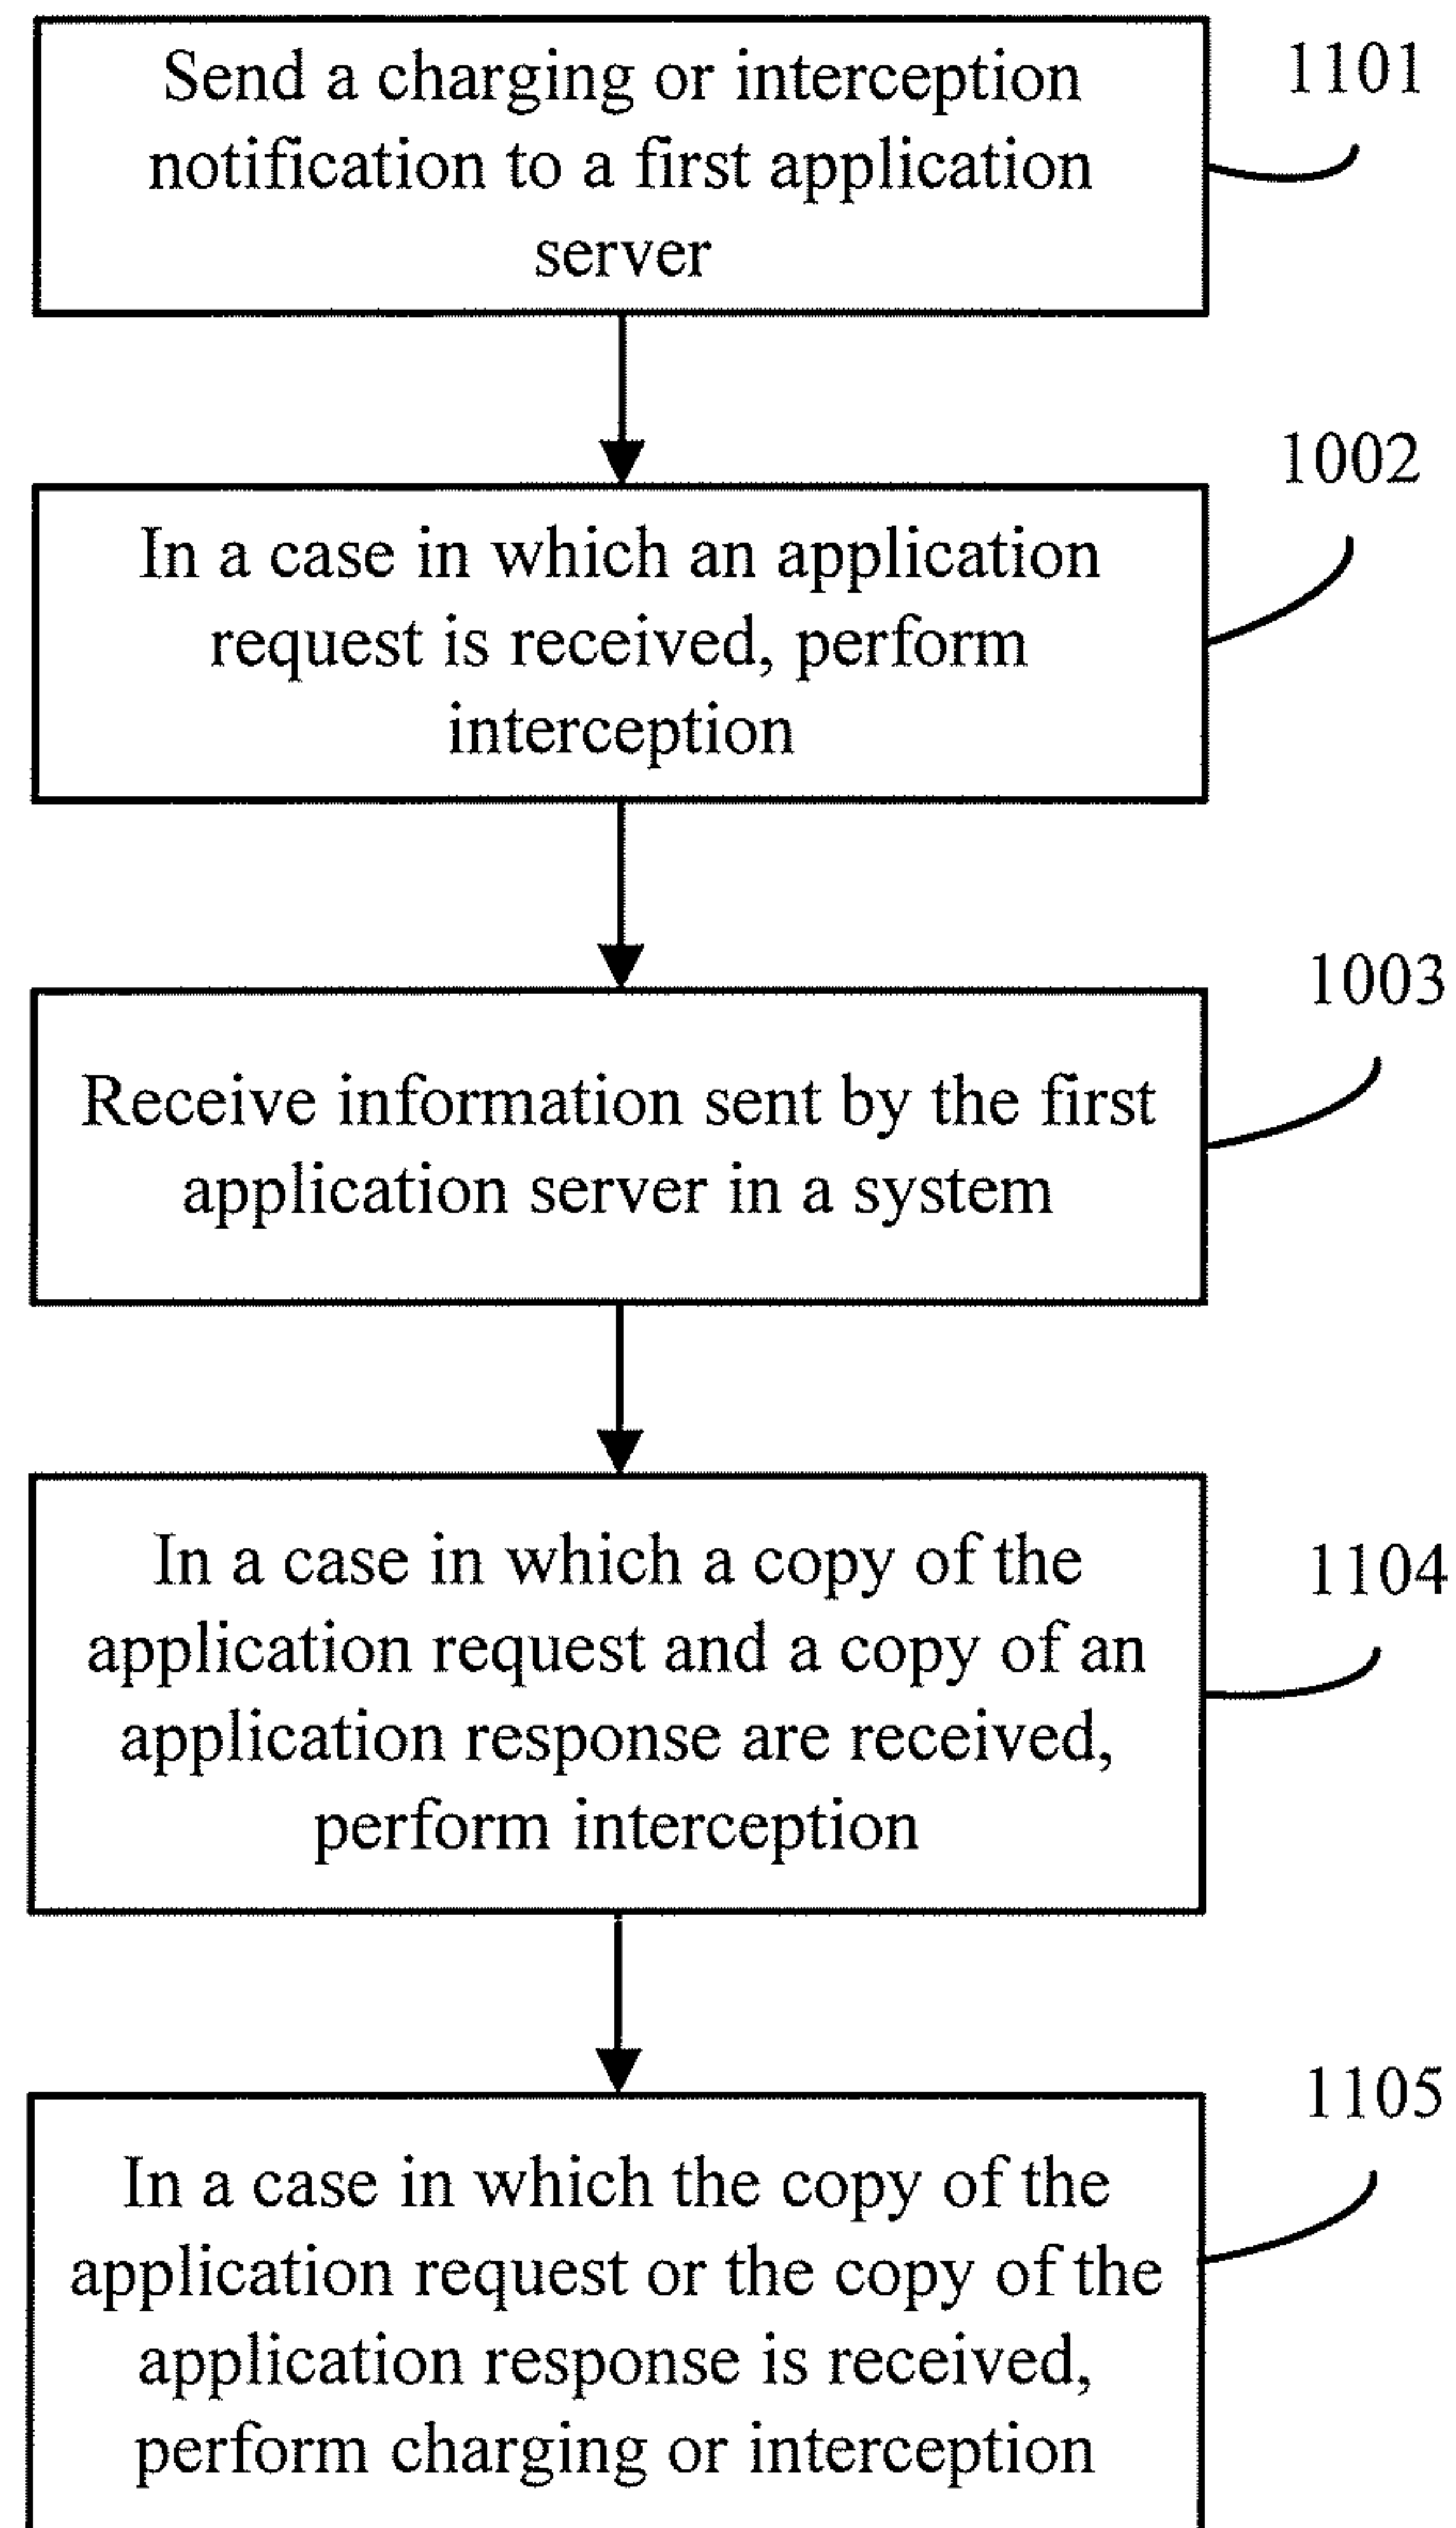 Send a charging or interception
notification to a first application
server
1101
In a case in which an application
request is received, perform
interception
1002
Receive information sent by the first
application server in a system
1003
In a case in which a copy of the
application request and a copy of an
application response are received,
perform interception
1104
In a case in which the copy of the
application request or the copy of the
application response is received,
perform charging or interception
1105